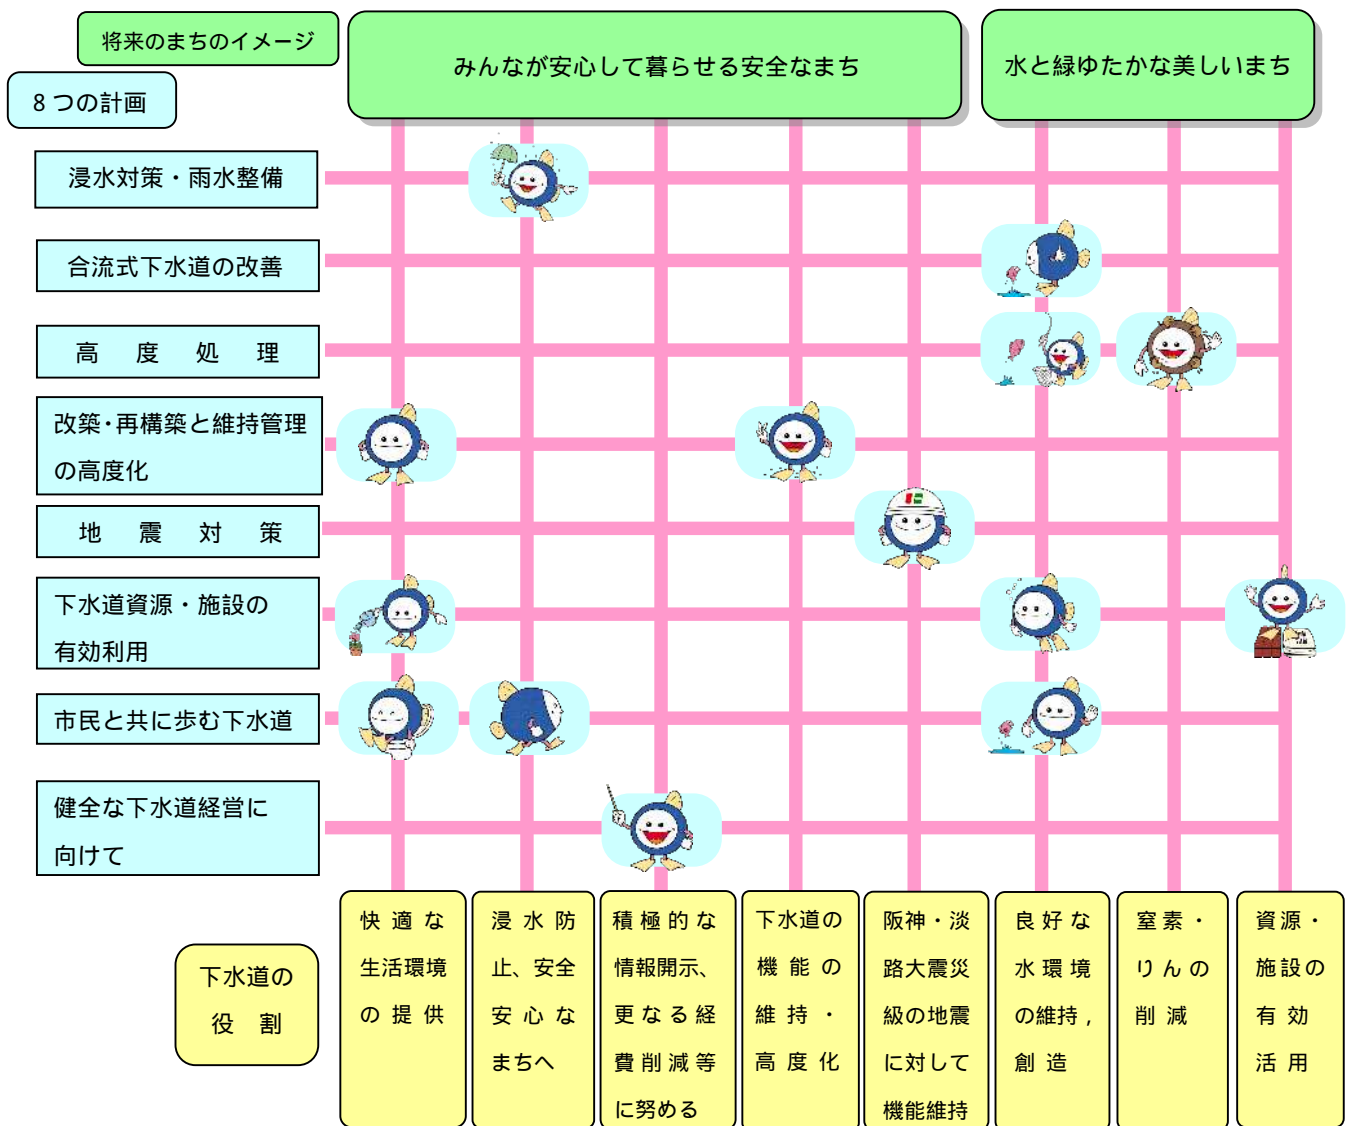 将来のまちのイメージ
みんなが安心して暮らせる安全なまち
水と緑ゆたかな美しいまち
8つの計画
浸水対策・雨水整備
合流式下水道の改善
高度処理
改築・再構築と維持管理
の高度化
地震対策
下水道資源・施設の
有効利用
市民と共に歩む下水道
健全な下水道経営に
向けて
下水道の
役割
快適な
生活環境
の提供
浸水防
止、安全
安心な
まちへ
積極的な
情報開示、
更なる経
費削減等
に努める
下水道の
機能の
維持・
高度化
阪神・淡
路大震災
級の地震
に対して
機能維持
良好な
水環境
の維持，
創造
窒素・
りんの
削減
資源・
施設の
有効
活用